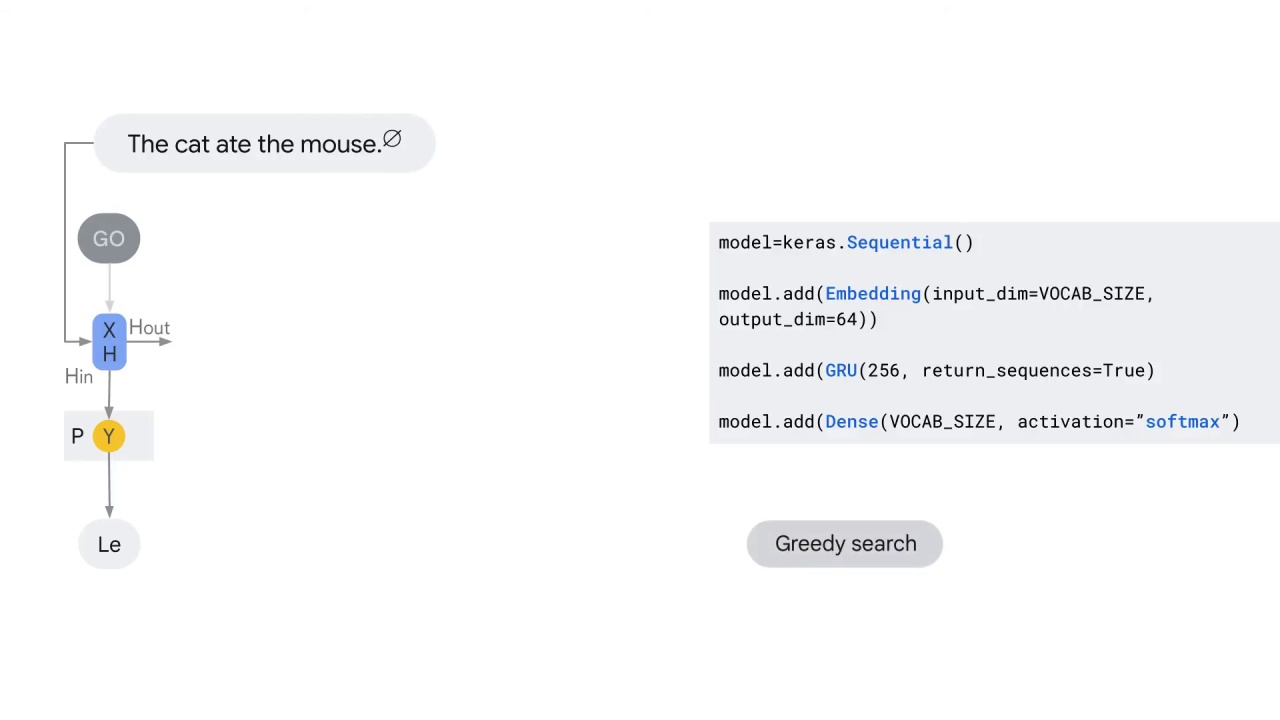 The cat ate the mouse.∅
GO
X
H
Hout
Hin
P Y
Le
model=keras.Sequential()
model.add(Embedding(input_dim=VOCAB_SIZE,
output_dim=64))
model.add(GRU(256, return_sequences=True)
model.add(Dense(VOCAB_SIZE, activation=”softmax”)
Greedy search